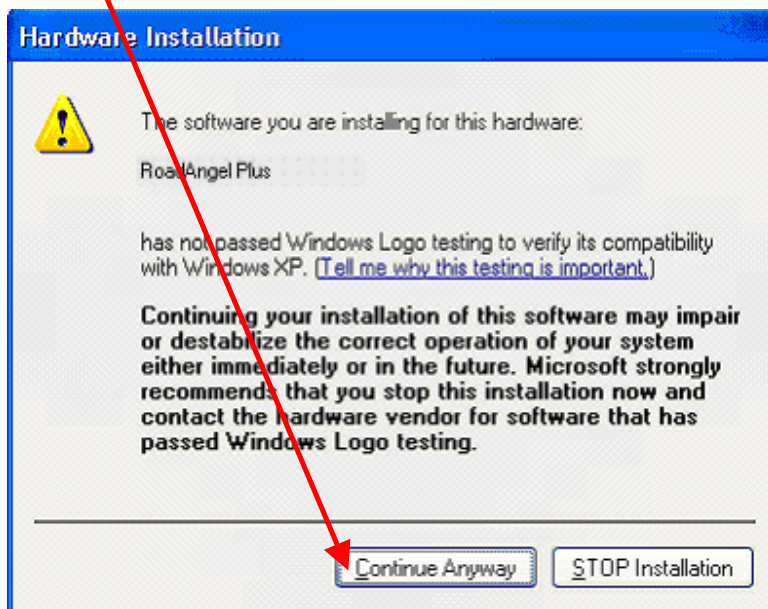 Hardware Installation
The software you are installing for this hardware:
RoadAngel Plus
has not passed Windows Logo testing to verify its compatibility
with Windows XP. (Tell me why this testing is important.)
Continuing your installation of this software may impair
or destabilize the correct operation of your system
either immediately or in the future. Microsoft strongly
recommends that you stop this installation now and
contact the hardware vendor for software that has
passed Windows Logo testing.
Continue Anyway
STOP Installation